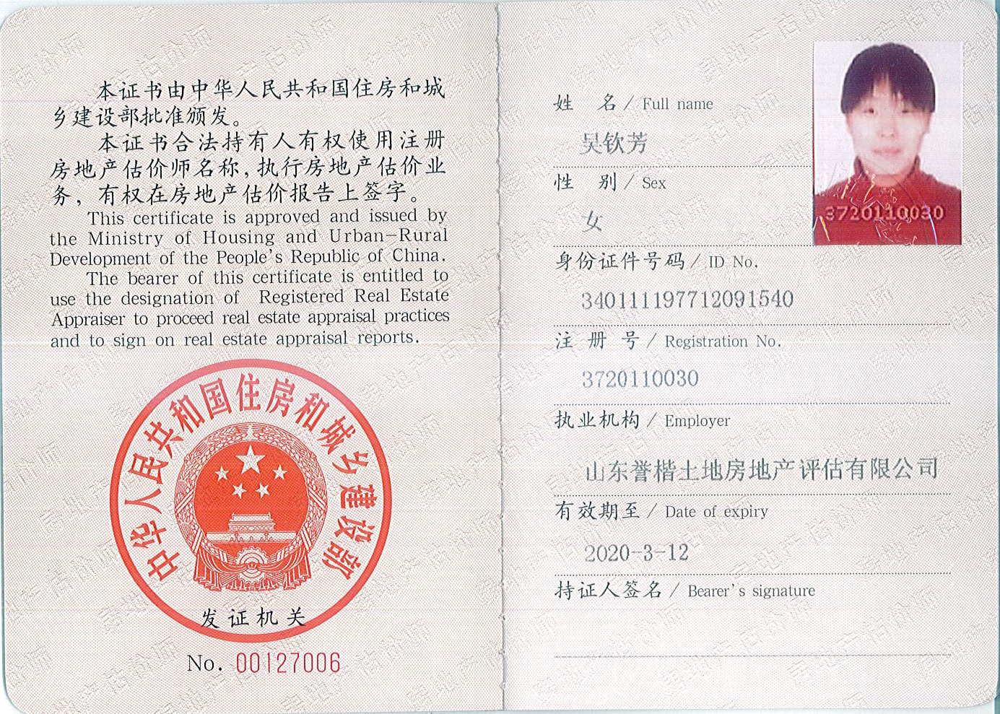 本证书由中华人民共和国住房和城
乡建设部批准颁发。
本证书合法持有人有权使用注册
房地产估价师名称，执行房地产估价业
务，有权在房地产估价报告上签字。
This certificate is approved and issued by
the Ministry of Housing and Urban-Rural
Development of the People's Republic of China.
The bearer of this certificate is entitled to
use the designation of Registered Real Estate
Appraiser to proceed real estate appraisal practices
and to sign on real estate appraisal reports.
中华人民共和国住房和城乡建设部
发证机关
No. 00127006
姓 名 / Full name
吴钦芳
性 别 / Sex
女
3720110030
身份证件号码 / ID No.
340111197712091540
注 册 号 / Registration No.
3720110030
执业机构 / Employer
山东誉楷土地房地产评估有限公司
有效期至 / Date of expiry
2020-3-12
持证人签名 / Bearer's signature